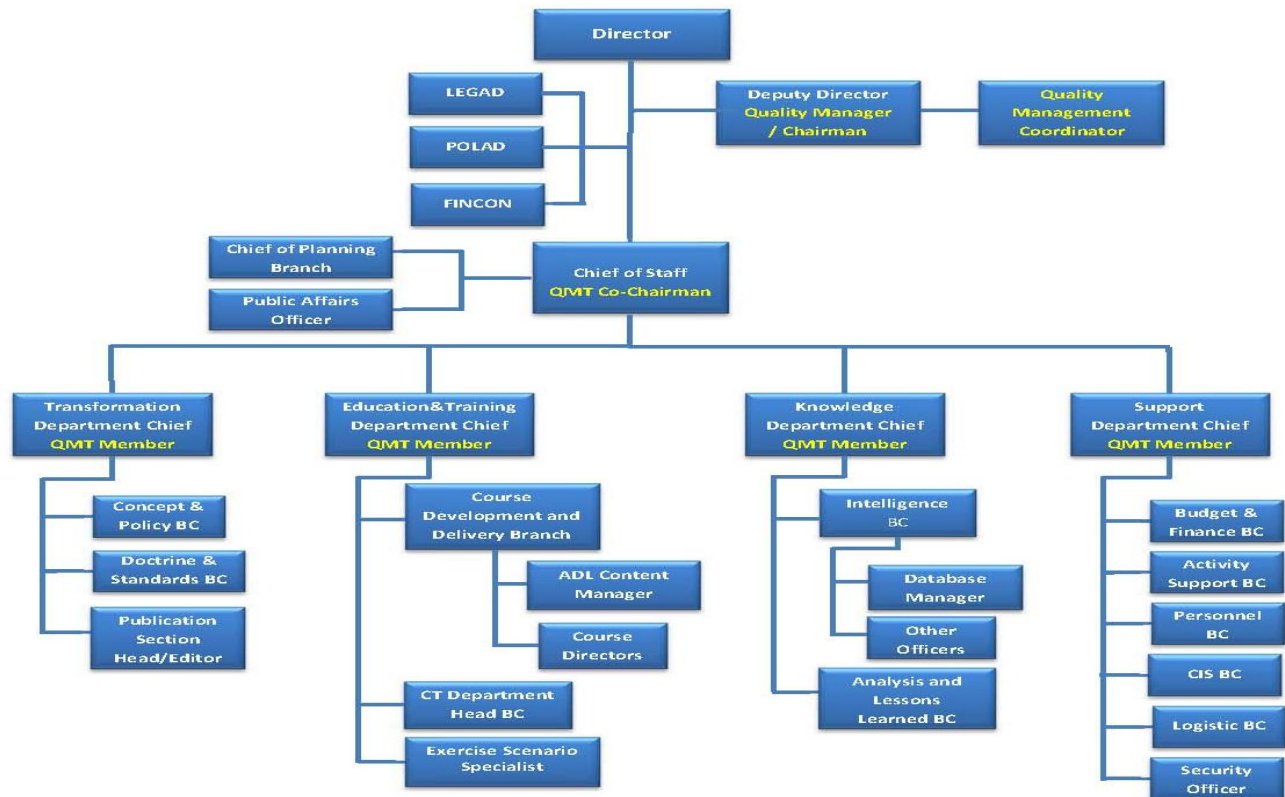 Director
LEGAD
POLAD
FINCON
Deputy Director
Quality Manager
/ Chairman
Quality
Management
Coordinator
Chief of Planning
Branch
Public Affairs
Officer
Chief of Staff
QMT Co-Chairman
Transformation
Department Chief
QMT Member
Concept &
Policy BC
Doctrine &
Standards BC
Publication
Section
Head/Editor
Education&Training
Department Chief
QMT Member
Course
Development and
Delivery Branch
ADL Content
Manager
Course
Directors
CT Department
Head BC
Exercise Scenario
Specialist
Knowledge
Department Chief
QMT Member
Intelligence
BC
Database
Manager
Other
Officers
Analysis and
Lessons
Learned BC
Support
Department Chief
QMT Member
Budget &
Finance BC
Activity
Support BC
Personnel
BC
CIS BC
Logistic BC
Security
Officer